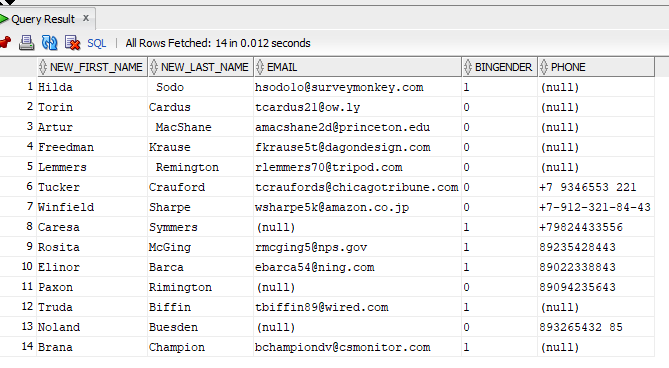 Query Result x
SQL | All Rows Fetched: 14 in 0.012 seconds
NEW_FIRST_NAME NEW_LAST_NAME EMAIL BINGENDER PHONE
1 Hilda Sodo hsodolo@surveymonkey.com 1 (null)
2 Torin Cardus tcardus21@ow.ly 0 (null)
3 Artur MacShane amacshane2d@princeton.edu 0 (null)
4 Freedman Krause fkrause5t@dagondesign.com 0 (null)
5 Lemmers Remington rlemmers70@tripod.com 0 (null)
6 Tucker Crauford tcraufords@chicagotribune.com 0 +7 9346553 221
7 Winfield Sharpe wsharpe5k@amazon.co.jp 0 +7-912-321-84-43
8 Caresa Symmers (null) 1 +79824433556
9 Rosita McGing rmcging5@nps.gov 1 89235428443
10 Elinor Barca ebarca54@ning.com 1 89022338843
11 Paxon Rimington (null) 0 89094235643
12 Truda Biffin tbiffin89@wired.com 1 (null)
13 Noland Buesden (null) 0 893265432 85
14 Brana Champion bchampiondv@csmonitor.com 1 (null)